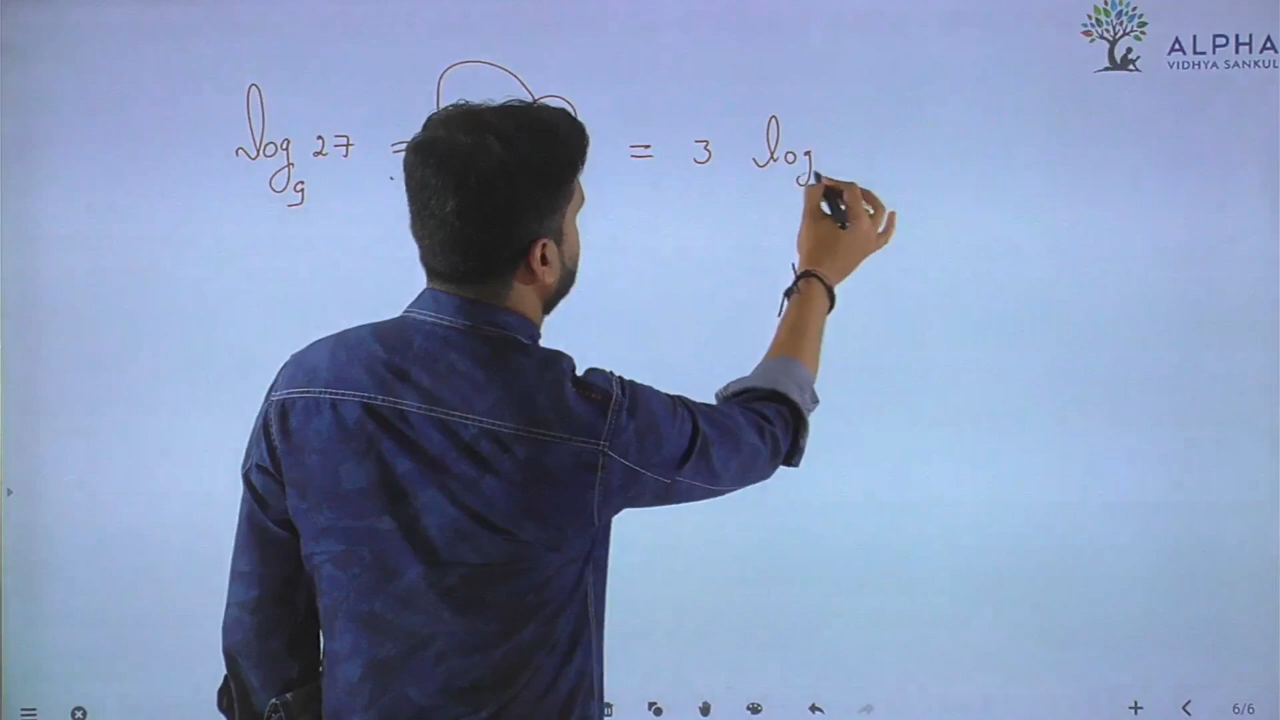 ALPHA
VIDHYA SANKUL
log₉ 27 = = 3 log
6/6